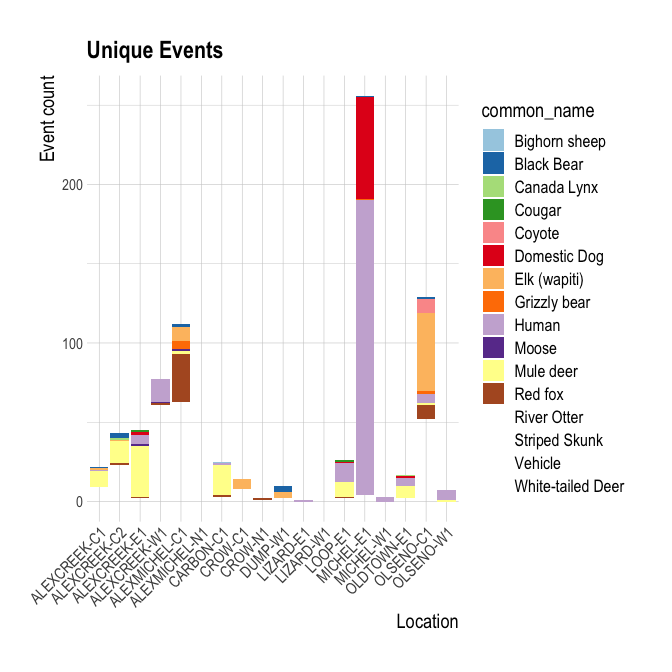 Unique Events
Event count
200
100
0
ALEXCREEK-C1
ALEXCREEK-C2
ALEXCREEK-E1
ALEXCREEK-W1
ALEXMICHEL-C1
ALEXMICHEL-N1
CARBON-C1
CROW-C1
CROW-N1
DUMP-W1
LIZARD-E1
LIZARD-W1
LOOP-E1
MICHEL-E1
MICHEL-W1
OLDTOWN-E1
OLSENO-C1
OLSENO-W1
Location
common_name
Bighorn sheep
Black Bear
Canada Lynx
Cougar
Coyote
Domestic Dog
Elk (wapiti)
Grizzly bear
Human
Moose
Mule deer
Red fox
River Otter
Striped Skunk
Vehicle
White-tailed Deer